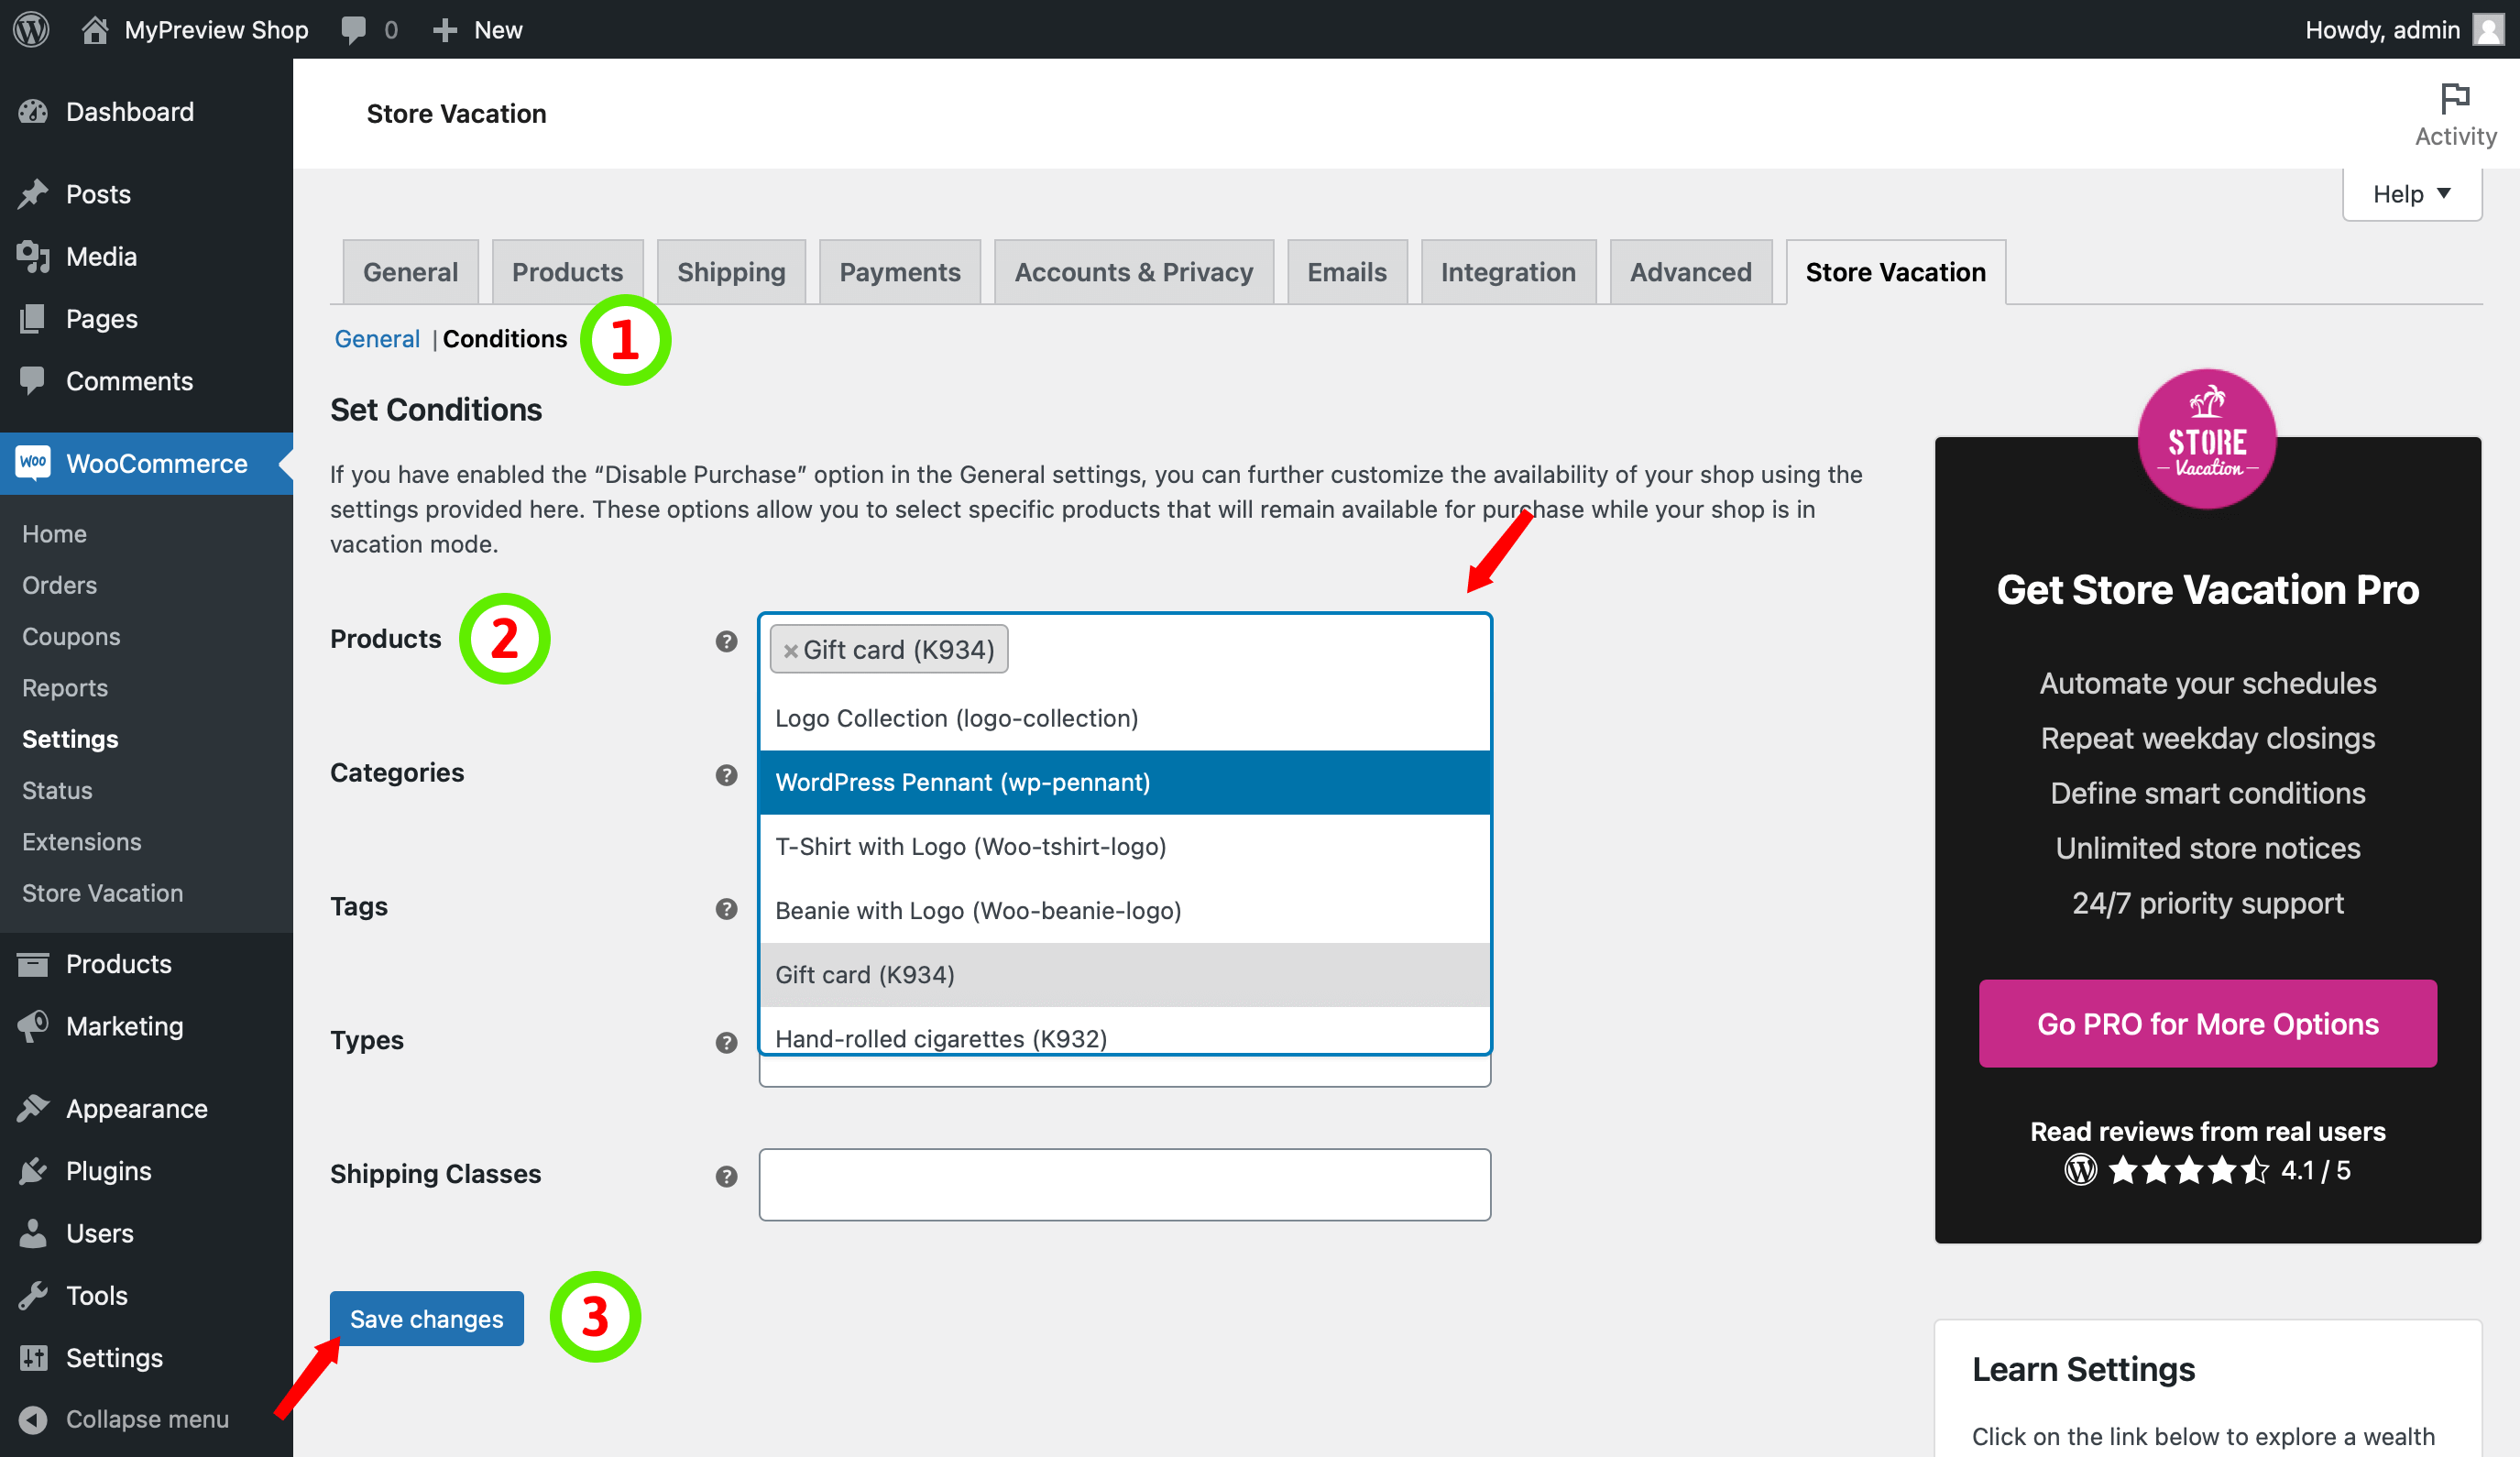 MyPreview Shop 0 New Howdy, admin
Dashboard
Posts
Media
Pages
Comments
WooCommerce
Home
Orders
Coupons
Reports
Settings
Status
Extensions
Store Vacation
Products
Marketing
Appearance
Plugins
Users
Tools
Settings
Collapse menu
Store Vacation
Activity
Help
General Products Shipping Payments Accounts & Privacy Emails Integration Advanced Store Vacation
General | Conditions 1
Set Conditions
If you have enabled the “Disable Purchase” option in the General settings, you can further customize the availability of your shop using the
settings provided here. These options allow you to select specific products that will remain available for purchase while your shop is in
vacation mode.
Products 2 ?
× Gift card (K934)
Logo Collection (logo-collection)
WordPress Pennant (wp-pennant)
T-Shirt with Logo (Woo-tshirt-logo)
Beanie with Logo (Woo-beanie-logo)
Gift card (K934)
Hand-rolled cigarettes (K932)
Categories ?
Tags ?
Types ?
Shipping Classes ?
Save changes 3
STORE
Vacation
Get Store Vacation Pro
Automate your schedules
Repeat weekday closings
Define smart conditions
Unlimited store notices
24/7 priority support
Go PRO for More Options
Read reviews from real users
4.1 / 5
Learn Settings
Click on the link below to explore a wealth